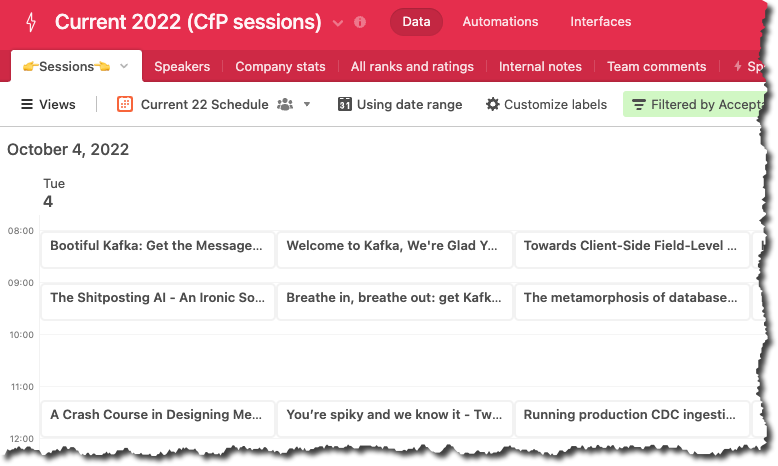 Current 2022 (CfP sessions) Data Automations Interfaces
👉Sessions👈 Speakers Company stats All ranks and ratings Internal notes Team comments Sp
Views Current 22 Schedule 31 Using date range Customize labels Filtered by Accepta
October 4, 2022
Tue
4
08:00
Bootiful Kafka: Get the Message... Welcome to Kafka, We're Glad Y... Towards Client-Side Field-Level ...
09:00
The Shitposting AI - An Ironic So... Breathe in, breathe out: get Kafk... The metamorphosis of database...
10:00
11:00
A Crash Course in Designing Me... You’re spiky and we know it - Tw... Running production CDC ingesti...
12:00